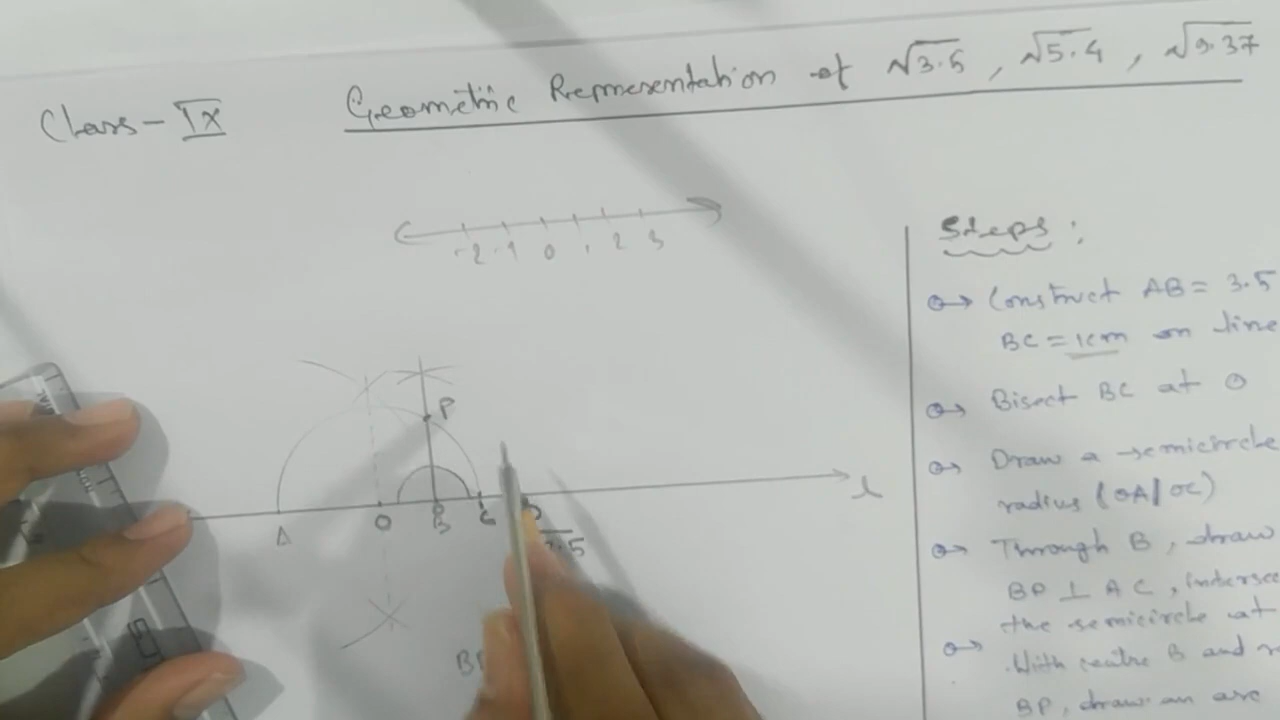 Class - IX
Geometric Representation of √3.5, √5.4, √9.37
-2 -1 0 1 2 3
Steps:
Construct AB = 3.5
BC = 1cm on line
Bisect BC at O
Draw a semicircle
radius (OA/OC)
Through B, draw
BP ⊥ AC, intersec
the semicircle at
With centre B and
BP, draw an arc
P
A O B C D l
√3.5